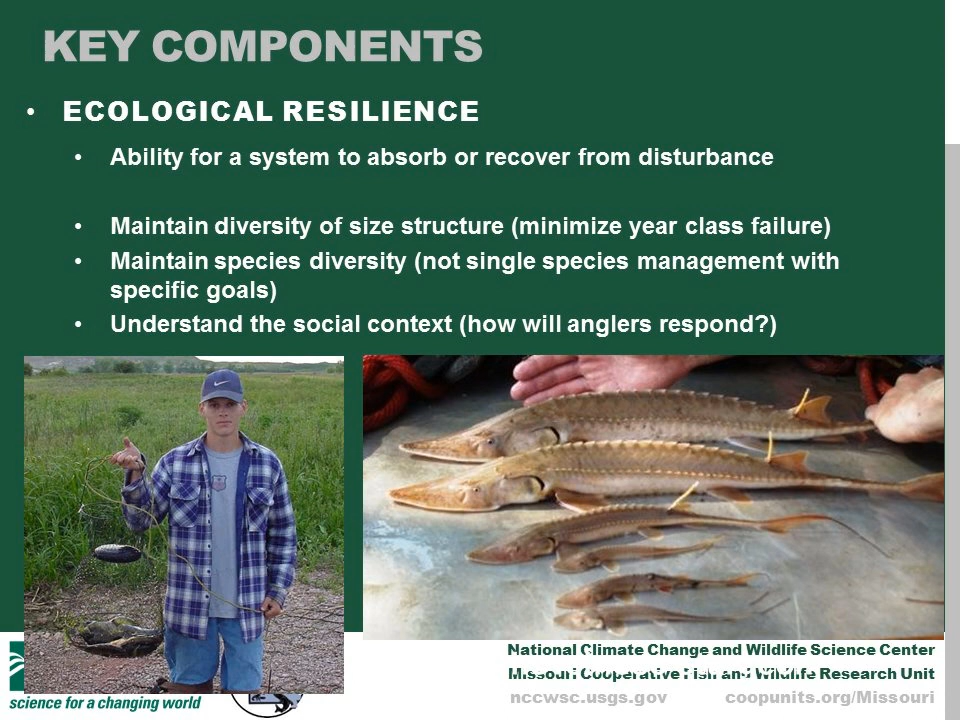 KEY COMPONENTS
• ECOLOGICAL RESILIENCE
• Ability for a system to absorb or recover from disturbance
• Maintain diversity of size structure (minimize year class failure)
• Maintain species diversity (not single species management with
specific goals)
• Understand the social context (how will anglers respond?)
National Climate Change and Wildlife Science Center
Missouri Cooperative Fish and Wildlife Research Unit
nccwsc.usgs.gov coopunits.org/Missouri
science for a changing world